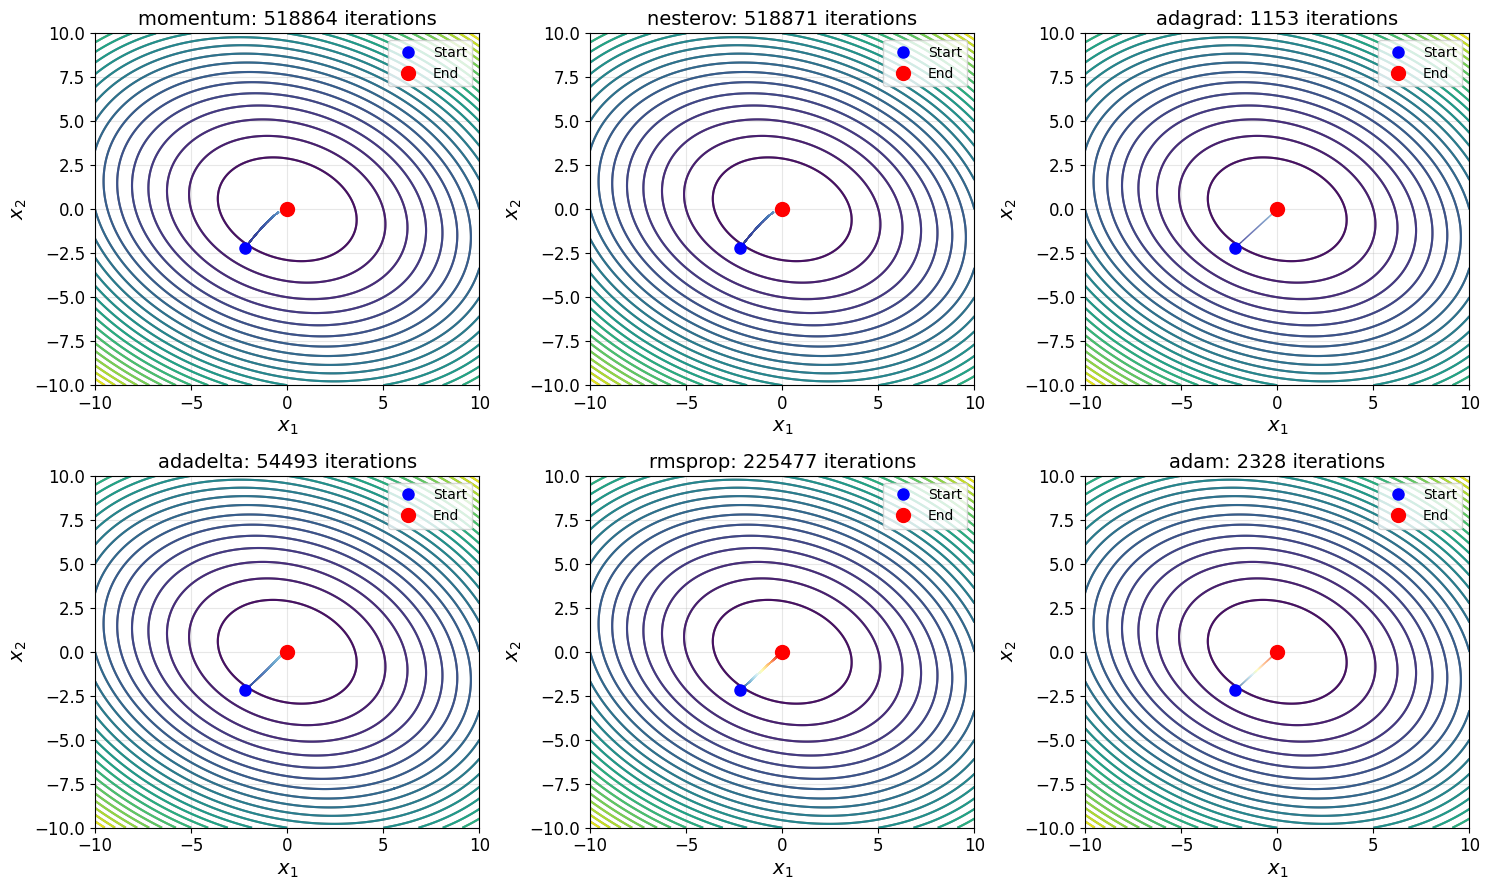 momentum: 518864 iterations
10.0
7.5
5.0
2.5
0.0
−2.5
−5.0
−7.5
−10.0
−10
−5
0
5
10
x₁
x₂
Start
End
nesterov: 518871 iterations
10.0
7.5
5.0
2.5
0.0
−2.5
−5.0
−7.5
−10.0
−10
−5
0
5
10
x₁
x₂
Start
End
adagrad: 1153 iterations
10.0
7.5
5.0
2.5
0.0
−2.5
−5.0
−7.5
−10.0
−10
−5
0
5
10
x₁
x₂
Start
End
adadelta: 54493 iterations
10.0
7.5
5.0
2.5
0.0
−2.5
−5.0
−7.5
−10.0
−10
−5
0
5
10
x₁
x₂
Start
End
rmsprop: 225477 iterations
10.0
7.5
5.0
2.5
0.0
−2.5
−5.0
−7.5
−10.0
−10
−5
0
5
10
x₁
x₂
Start
End
adam: 2328 iterations
10.0
7.5
5.0
2.5
0.0
−2.5
−5.0
−7.5
−10.0
−10
−5
0
5
10
x₁
x₂
Start
End